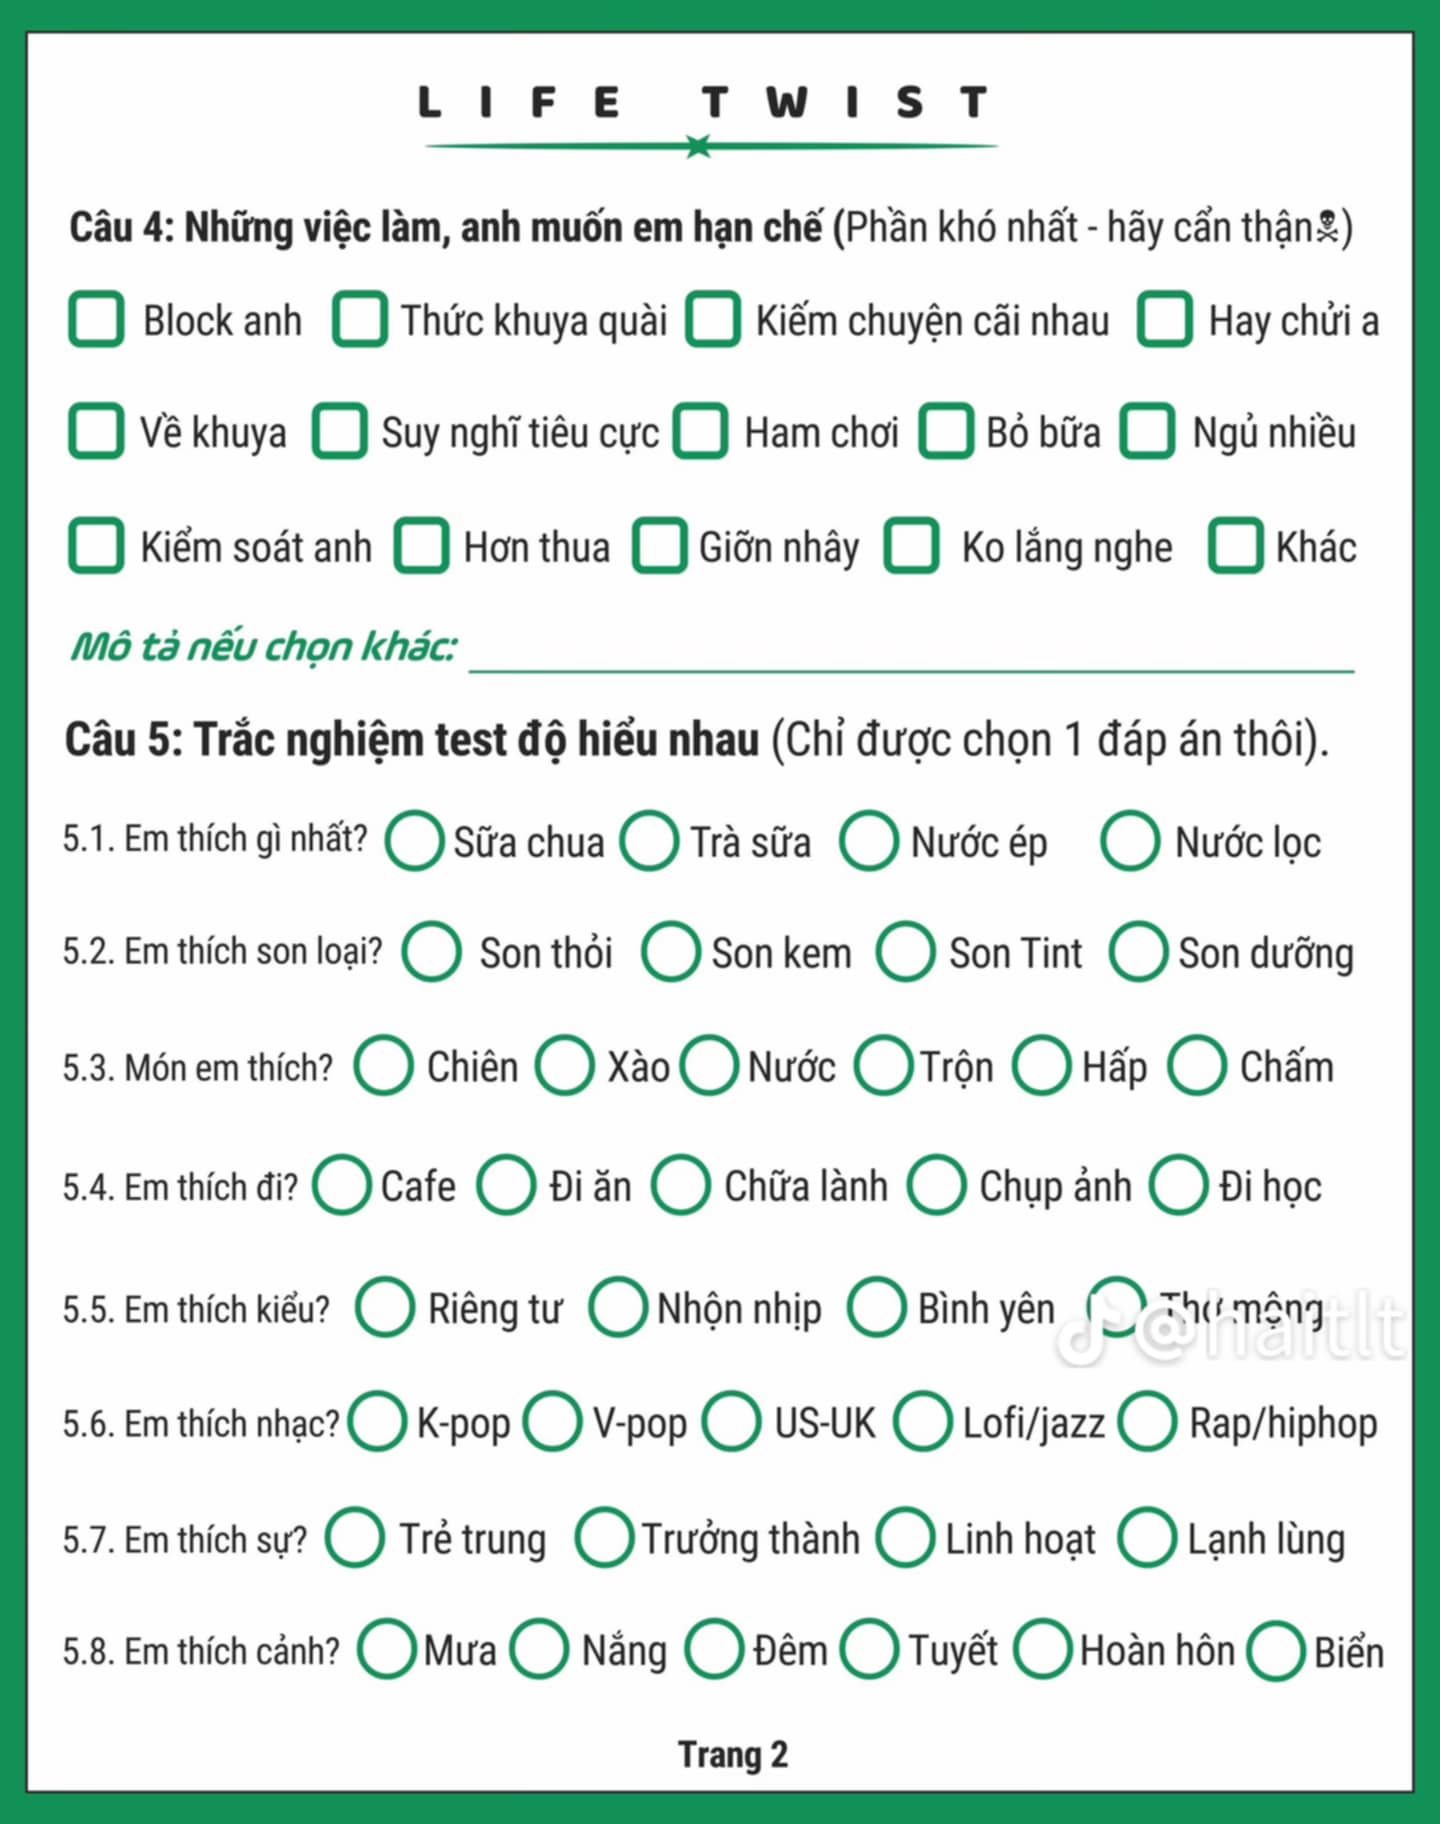 LIFE TWIST
Câu 4: Những việc làm, anh muốn em hạn chế (Phần khó nhất - hãy cẩn thận☠)
Block anh Thức khuya quài Kiếm chuyện cãi nhau Hay chửi a
Về khuya Suy nghĩ tiêu cực Ham chơi Bỏ bữa Ngủ nhiều
Kiểm soát anh Hơn thua Giỡn nhây Ko lắng nghe Khác
Mô tả nếu chọn khác:
Câu 5: Trắc nghiệm test độ hiểu nhau (Chỉ được chọn 1 đáp án thôi).
5.1. Em thích gì nhất? Sữa chua Trà sữa Nước ép Nước lọc
5.2. Em thích son loại? Son thỏi Son kem Son Tint Son dưỡng
5.3. Món em thích? Chiên Xào Nước Trộn Hấp Chấm
5.4. Em thích đi? Cafe Đi ăn Chữa lành Chụp ảnh Đi học
5.5. Em thích kiểu? Riêng tư Nhộn nhịp Bình yên Thơ mộng
@haitlt
5.6. Em thích nhạc? K-pop V-pop US-UK Lofi/jazz Rap/hiphop
5.7. Em thích sự? Trẻ trung Trưởng thành Linh hoạt Lạnh lùng
5.8. Em thích cảnh? Mưa Nắng Đêm Tuyết Hoàn hôn Biển
Trang 2